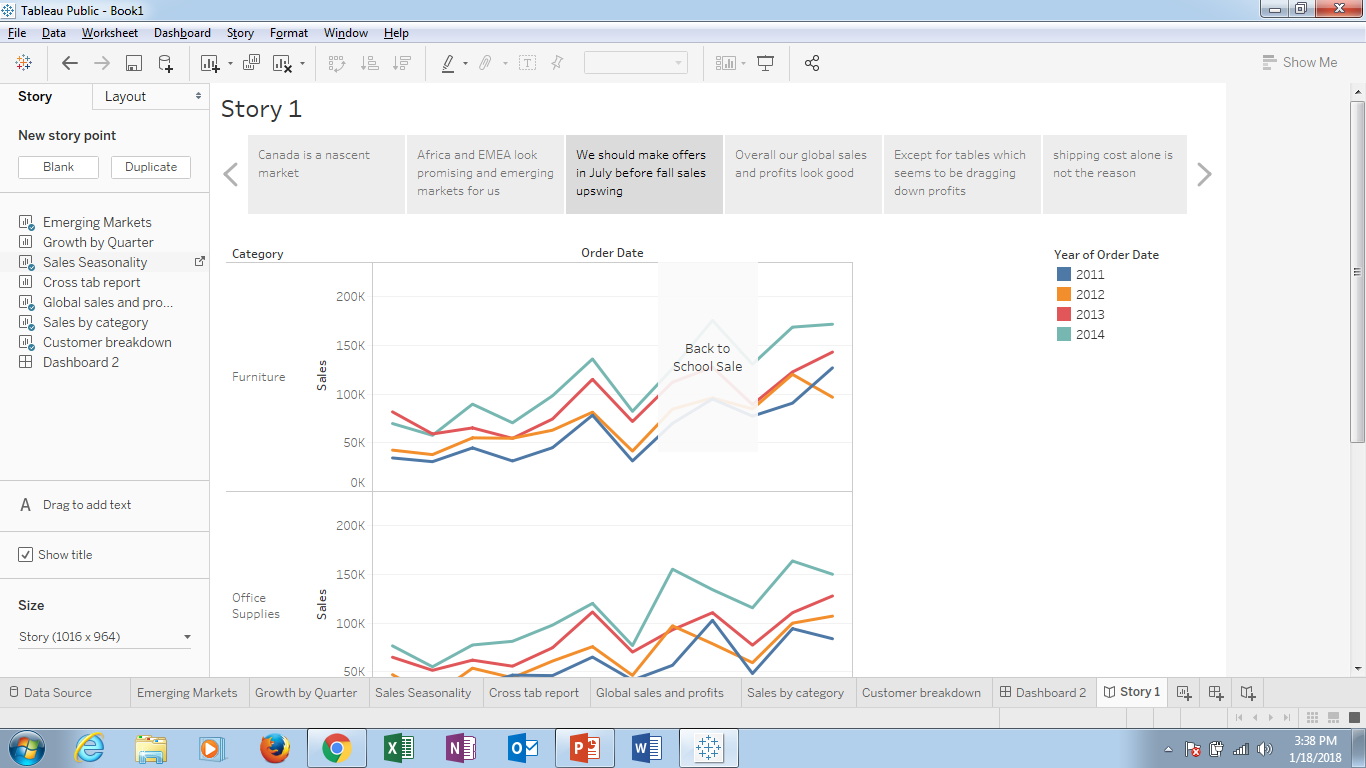 Tableau Public - Book1
File Data Worksheet Dashboard Story Format Window Help
Show Me
Story Layout
New story point
Blank Duplicate
Emerging Markets
Growth by Quarter
Sales Seasonality
Cross tab report
Global sales and pro...
Sales by category
Customer breakdown
Dashboard 2
A Drag to add text
Show title
Size
Story (1016 x 964)
Story 1
Canada is a nascent
market
Africa and EMEA look
promising and emerging
markets for us
We should make offers
in July before fall sales
upswing
Overall our global sales
and profits look good
Except for tables which
seems to be dragging
down profits
shipping cost alone is
not the reason
Category
Order Date
Furniture
Sales
200K
150K
100K
50K
0K
Back to
School Sale
Office
Supplies
Sales
200K
150K
100K
50K
Year of Order Date
2011
2012
2013
2014
Data Source Emerging Markets Growth by Quarter Sales Seasonality Cross tab report Global sales and profits Sales by category Customer breakdown Dashboard 2 Story 1
3:38 PM
1/18/2018